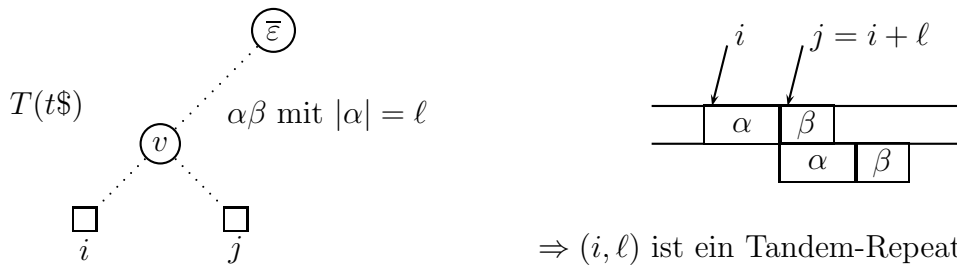 ε̅
T(t$)
αβ mit |α| = ℓ
v
i
j
i
j = i + ℓ
α
β
α
β
⇒ (i, ℓ) ist ein Tandem-Repeat